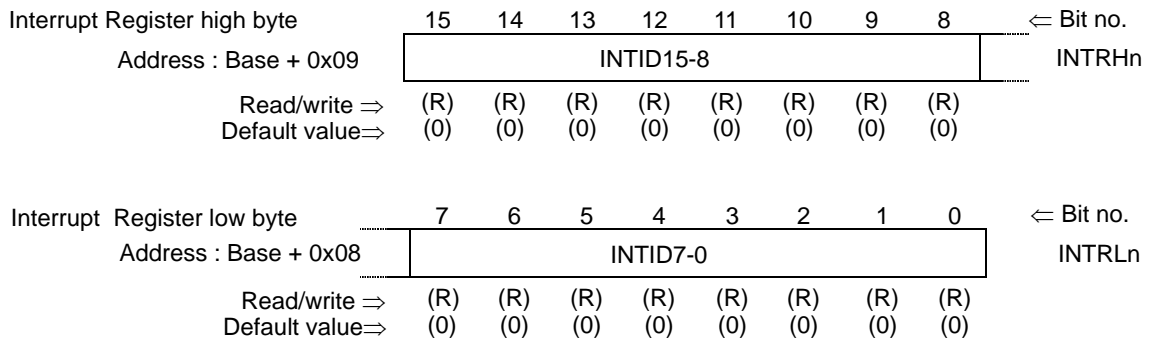 Interrupt Register high byte 15 14 13 12 11 10 9 8 ⇐ Bit no.
Address : Base + 0x09 INTID15-8 INTRHn
Read/write ⇒ (R) (R) (R) (R) (R) (R) (R) (R)
Default value⇒ (0) (0) (0) (0) (0) (0) (0) (0)
Interrupt Register low byte 7 6 5 4 3 2 1 0 ⇐ Bit no.
Address : Base + 0x08 INTID7-0 INTRLn
Read/write ⇒ (R) (R) (R) (R) (R) (R) (R) (R)
Default value⇒ (0) (0) (0) (0) (0) (0) (0) (0)